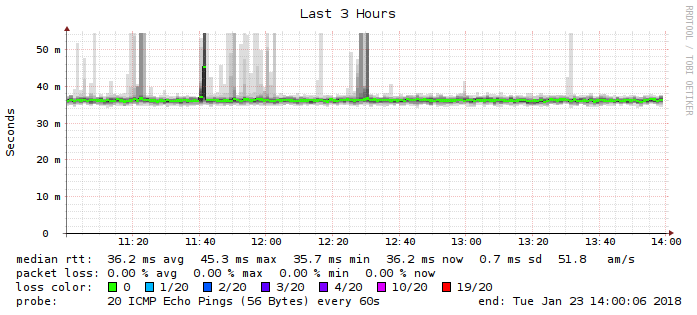 Last 3 Hours
RRDTOOL / TOBI OETIKER
Seconds
50 m
40 m
30 m
20 m
10 m
0
11:20 11:40 12:00 12:20 12:40 13:00 13:20 13:40 14:00
median rtt: 36.2 ms avg 45.3 ms max 35.7 ms min 36.2 ms now 0.7 ms sd 51.8 am/s
packet loss: 0.00 % avg 0.00 % max 0.00 % min 0.00 % now
loss color: 0 1/20 2/20 3/20 4/20 10/20 19/20
probe: 20 ICMP Echo Pings (56 Bytes) every 60s end: Tue Jan 23 14:00:06 2018